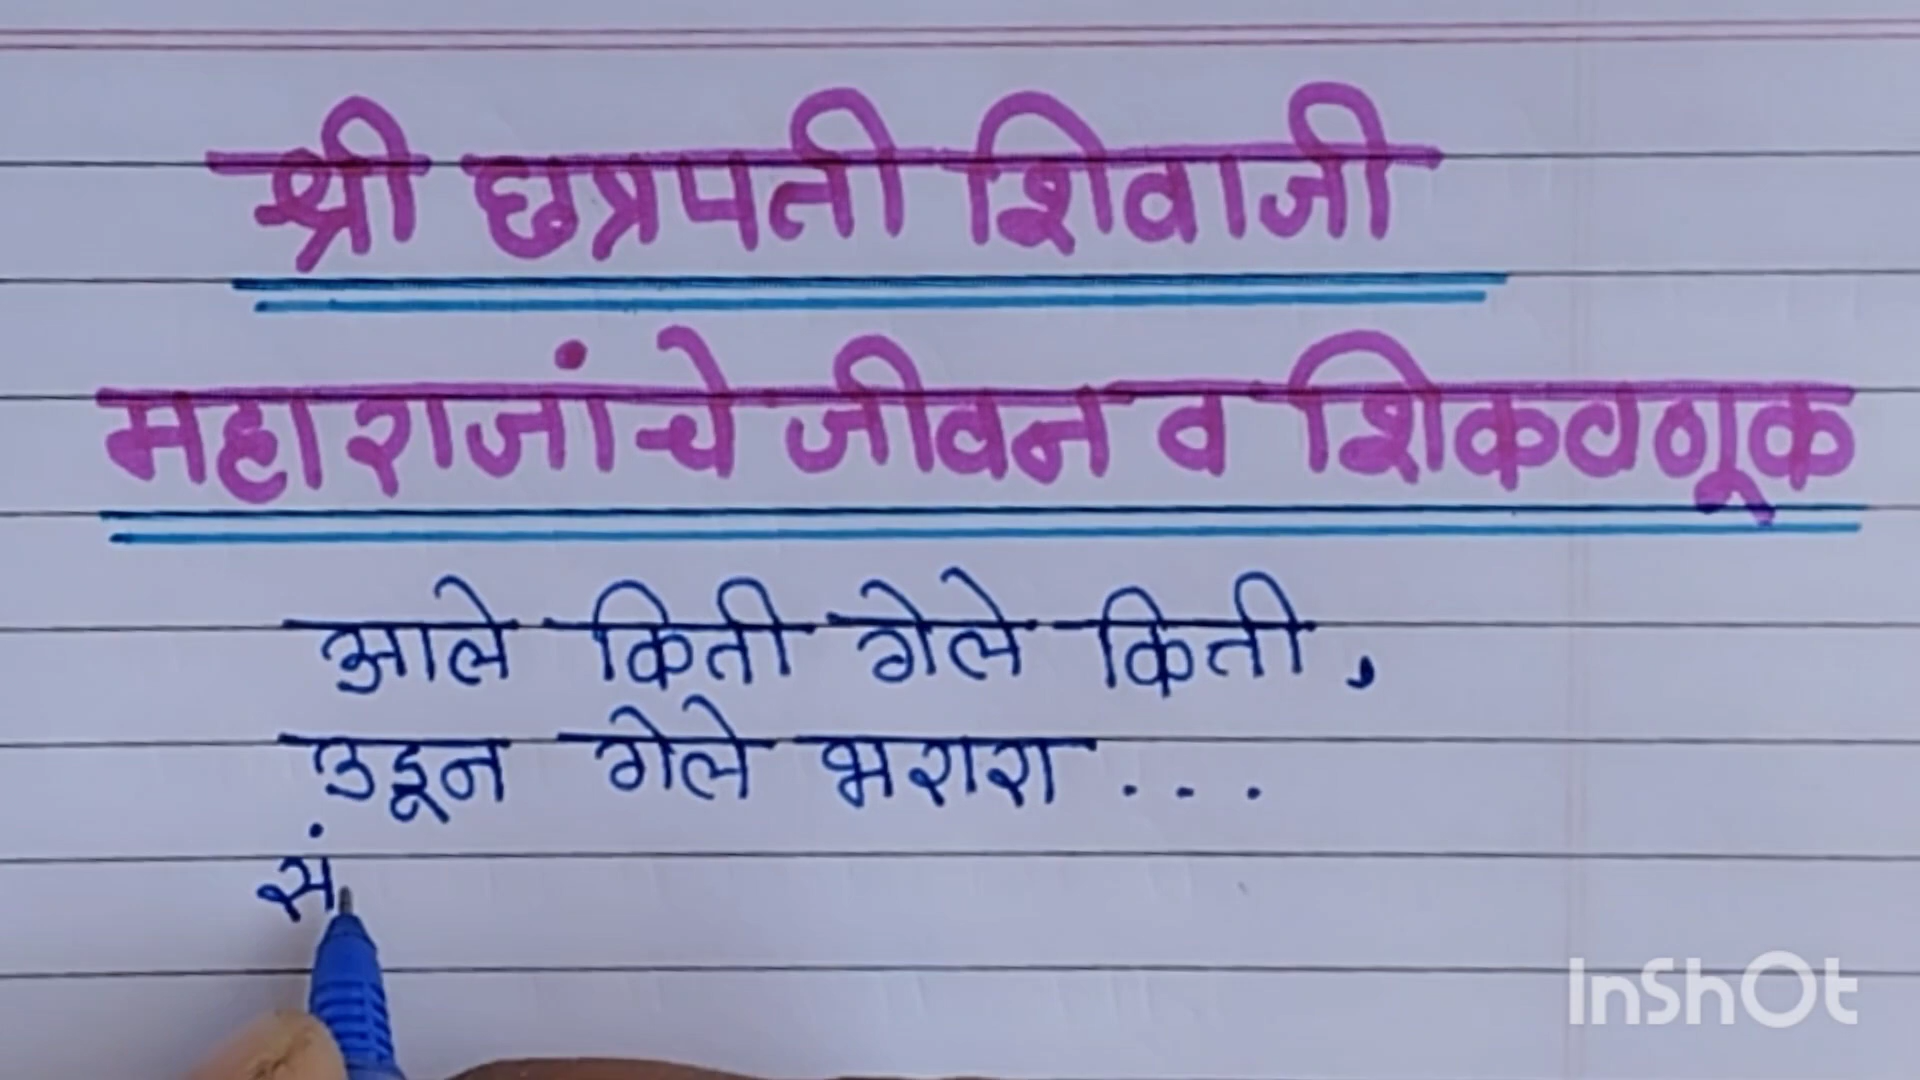 श्री छत्रपती शिवाजी
महाराजांचे जीवन व शिकवणूक
आले किती गेले किती,
उडून गेले भरारा...
सं
InShOt